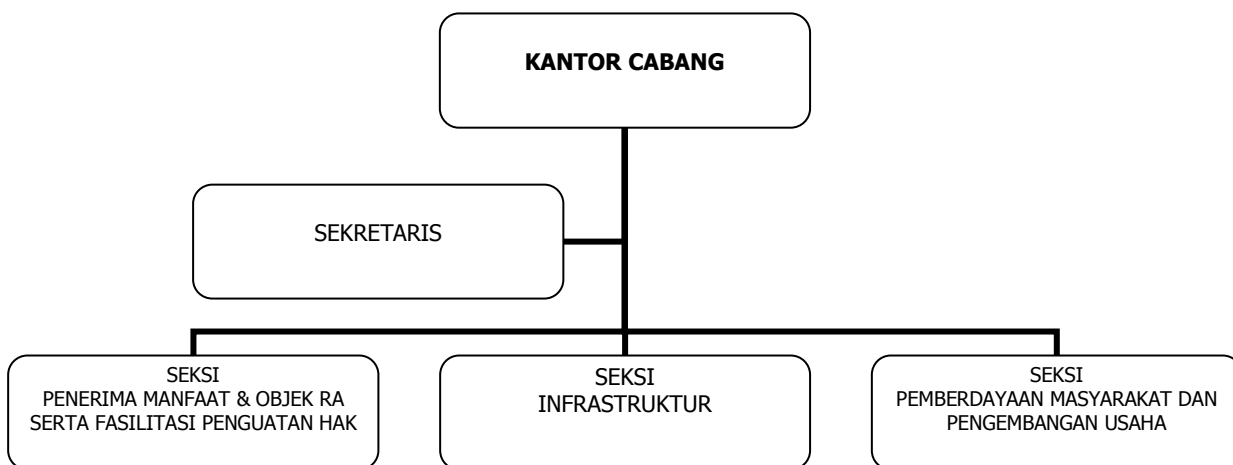 KANTOR CABANG
SEKRETARIS
SEKSI
PENERIMA MANFAAT & OBJEK RA
SERTA FASILITASI PENGUATAN HAK
SEKSI
INFRASTRUKTUR
SEKSI
PEMBERDAYAAN MASYARAKAT DAN
PENGEMBANGAN USAHA